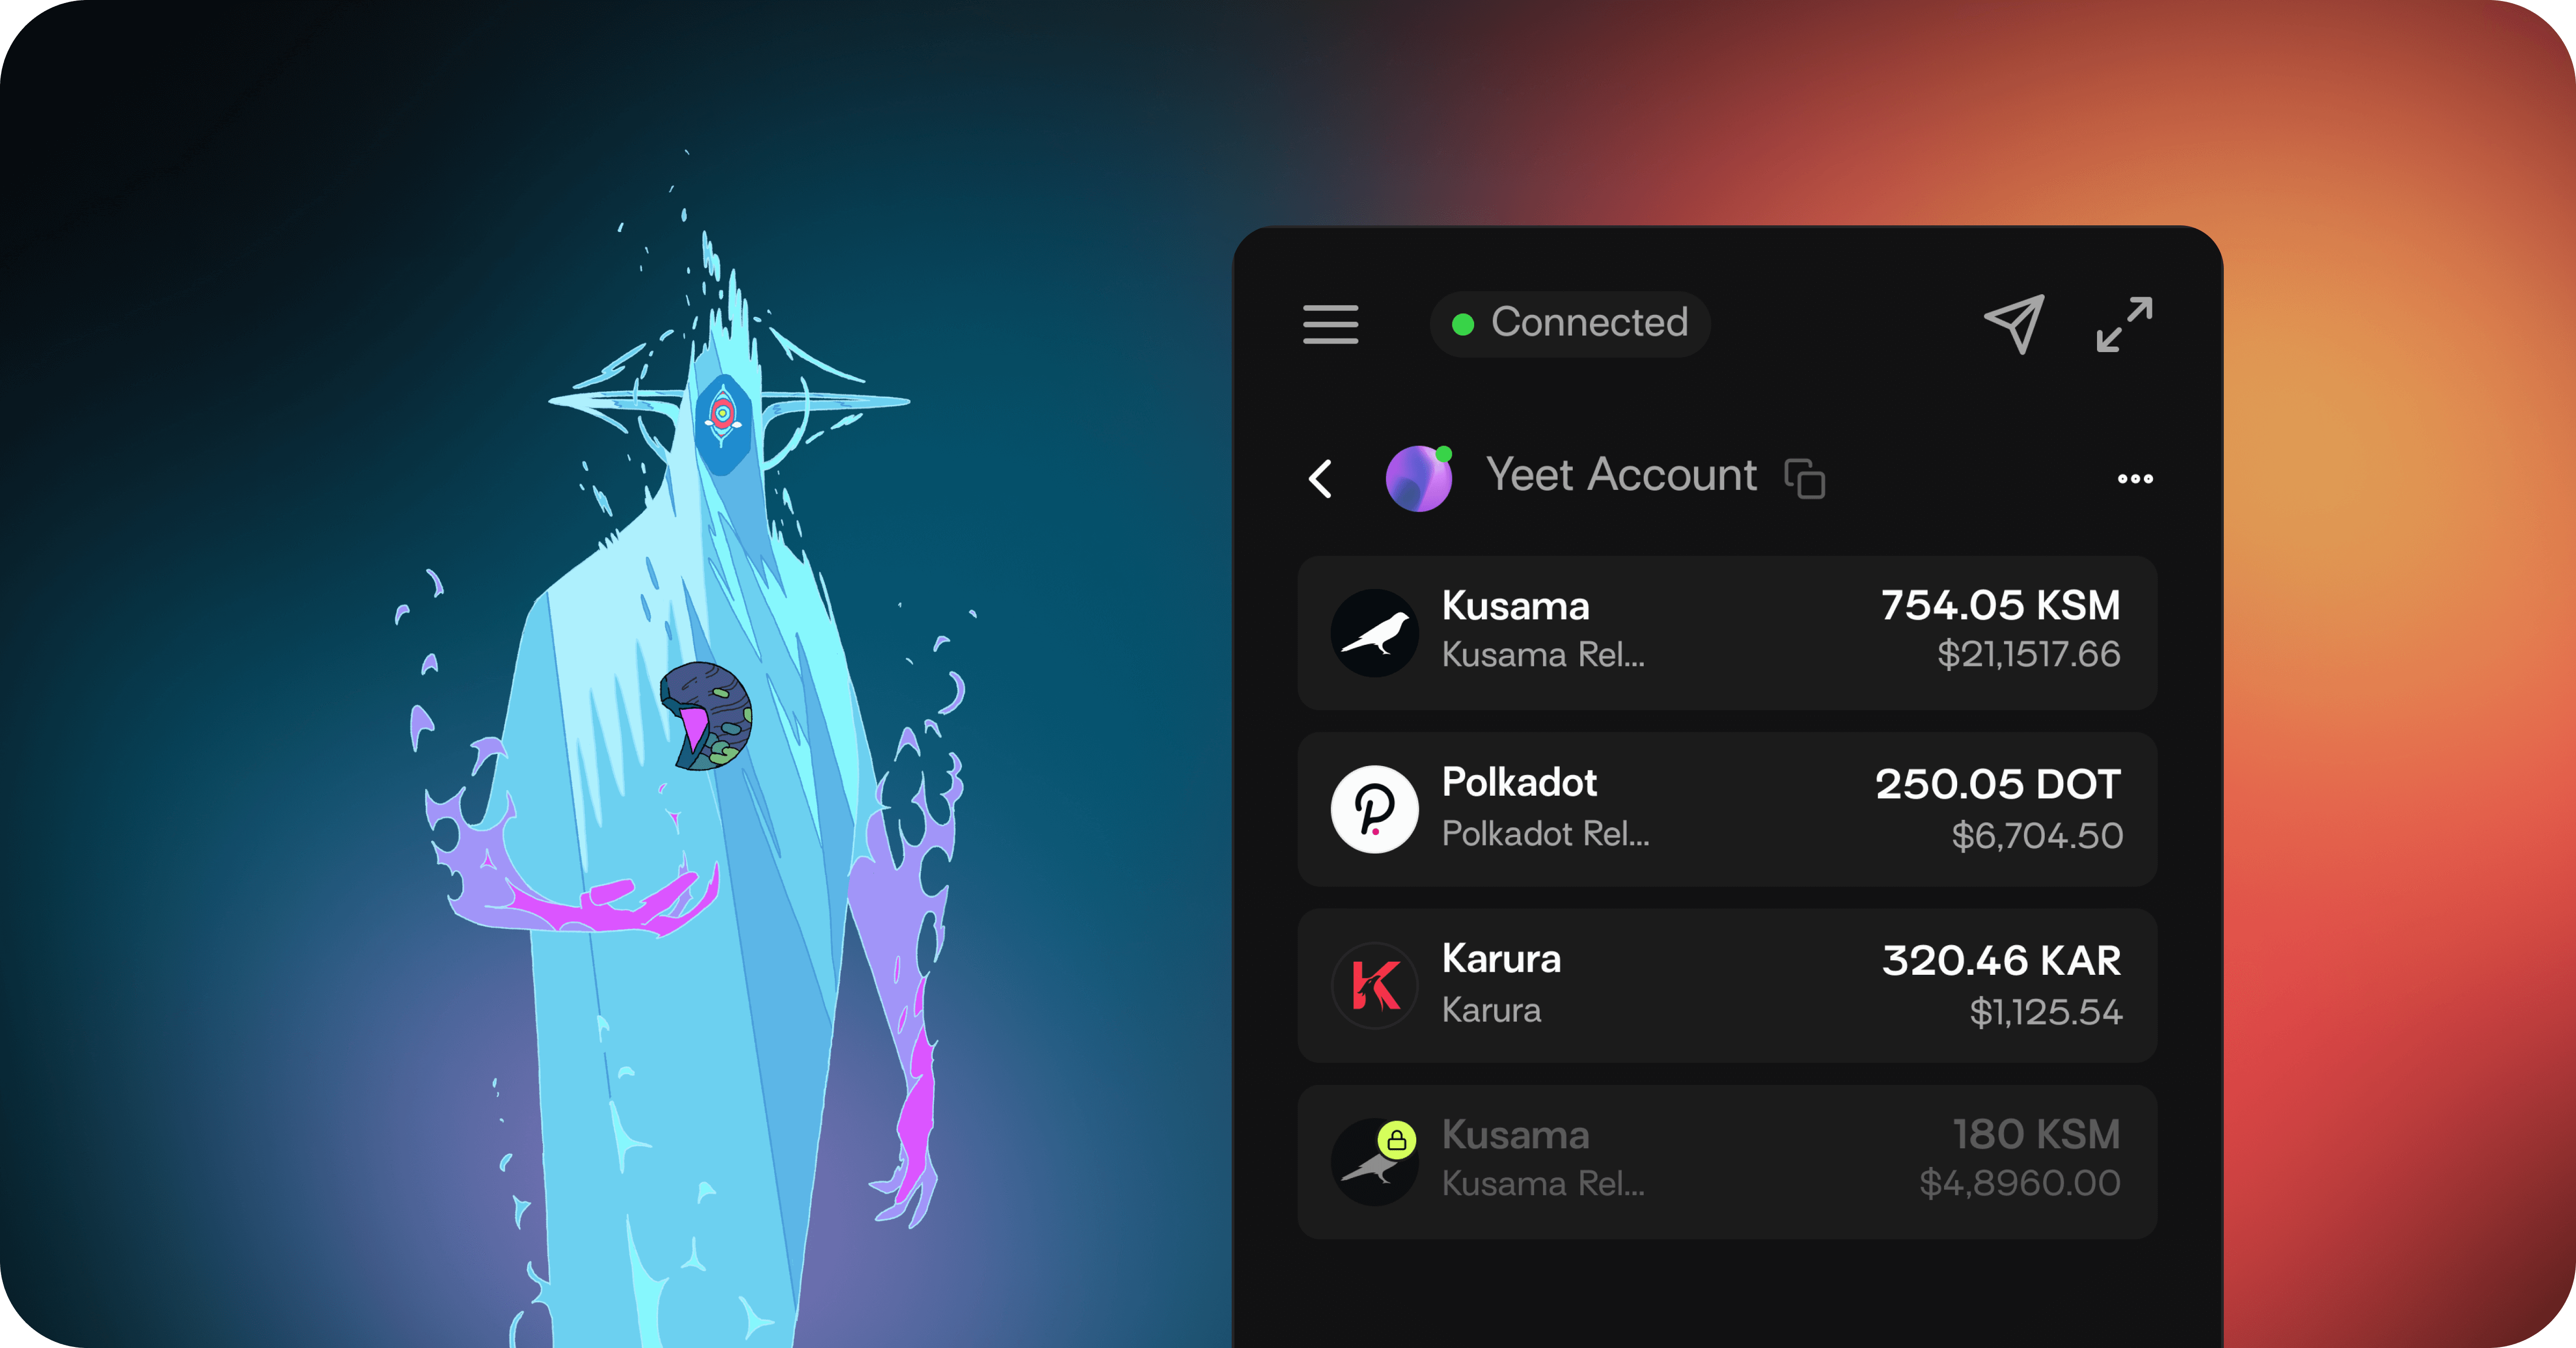 Connected
Yeet Account
Kusama
754.05 KSM
Kusama Rel...
$21,1517.66
Polkadot
250.05 DOT
Polkadot Rel...
$6,704.50
Karura
320.46 KAR
Karura
$1,125.54
Kusama
180 KSM
Kusama Rel...
$4,8960.00